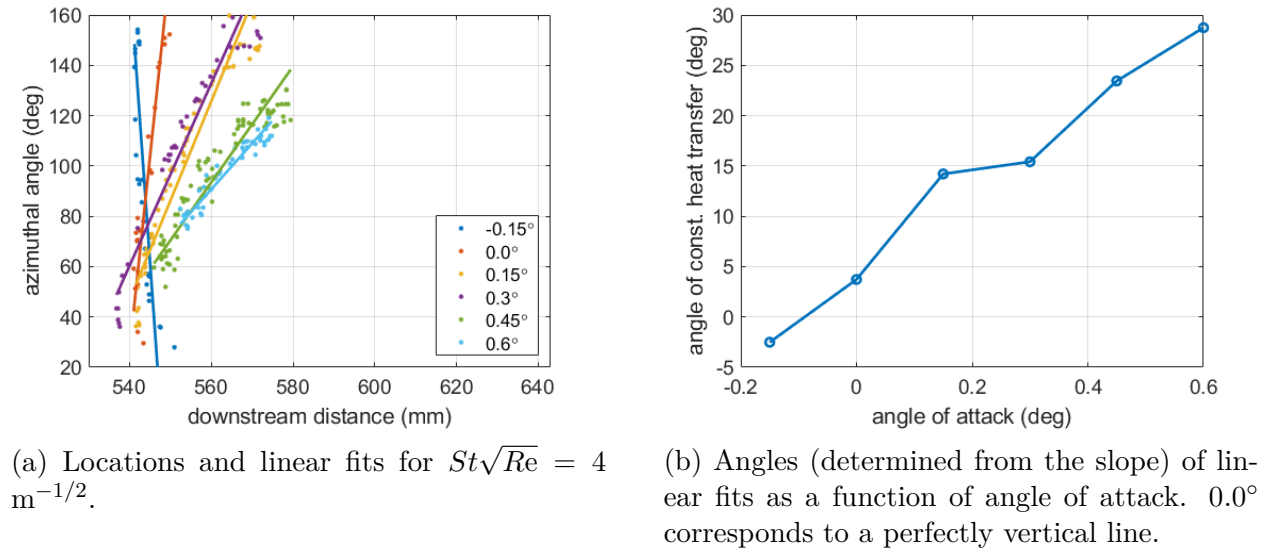 160
140
120
100
80
60
40
20
azimuthal angle (deg)
540 560 580 600 620 640
downstream distance (mm)
-0.15°
0.0°
0.15°
0.3°
0.45°
0.6°
(a) Locations and linear fits for St√Re = 4
m⁻¹/².
30
25
20
15
10
5
0
-5
angle of const. heat transfer (deg)
-0.2 0 0.2 0.4 0.6
angle of attack (deg)
(b) Angles (determined from the slope) of lin-
ear fits as a function of angle of attack. 0.0°
corresponds to a perfectly vertical line.